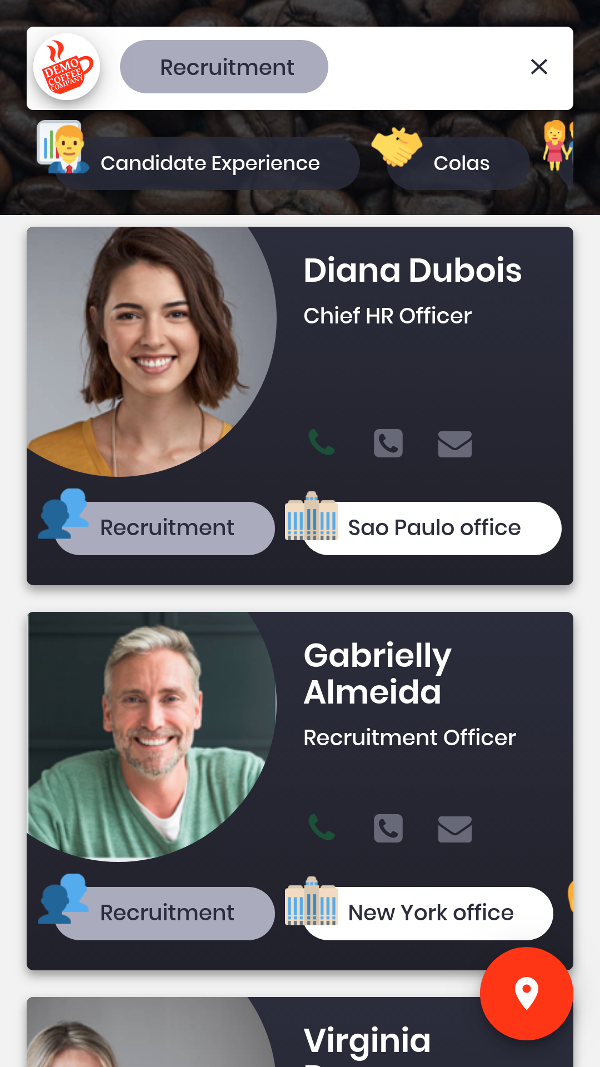 DEMO
COFFEE
COMPANY
Recruitment
Candidate Experience
Colas
Diana Dubois
Chief HR Officer
Recruitment
Sao Paulo office
Gabrielly
Almeida
Recruitment Officer
Recruitment
New York office
Virginia